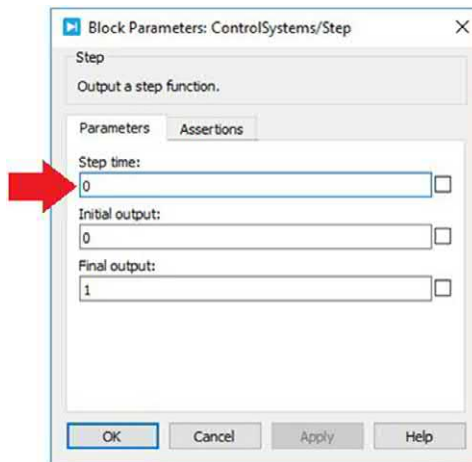 Block Parameters: ControlSystems/Step
Step
Output a step function.
Parameters Assertions
Step time:
0
Initial output:
0
Final output:
1
OK Cancel Apply Help